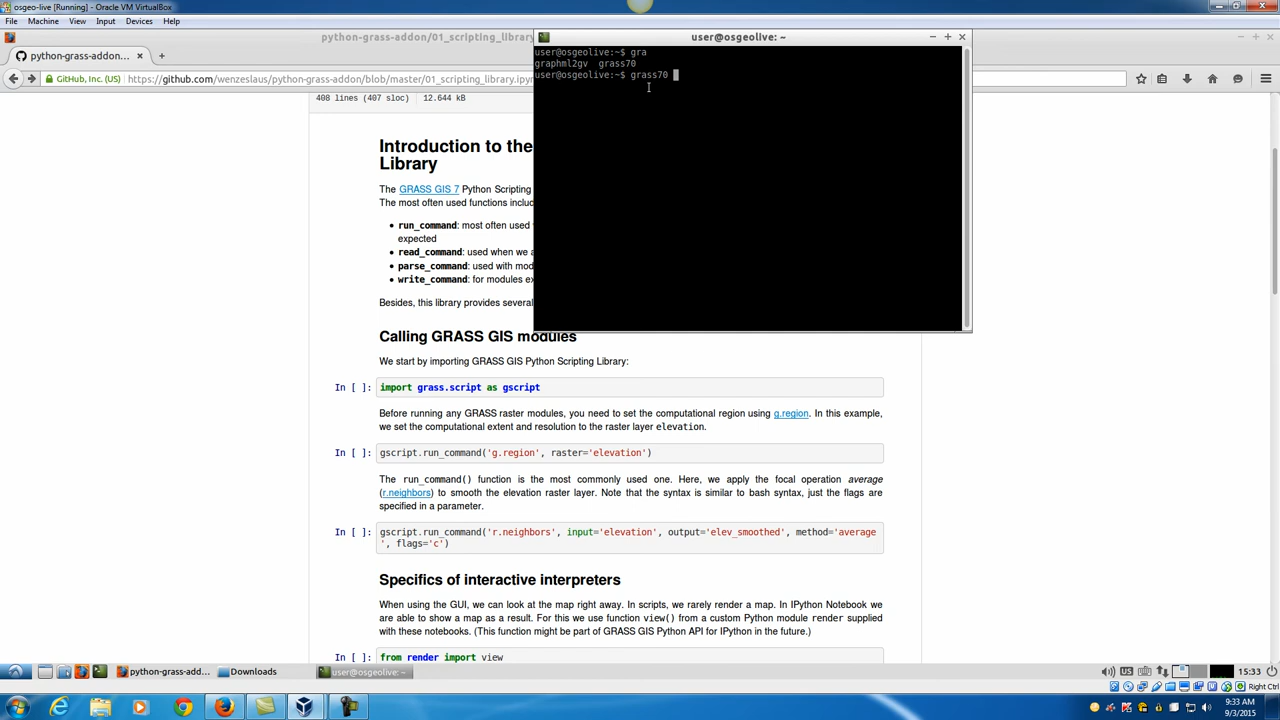 osgeo-live [Running] - Oracle VM VirtualBox
File Machine View Input Devices Help
python-grass-addon/01_scripting_library
user@osgeolive: ~
python-grass-addon...
GitHub, Inc. (US) https://github.com/wenzeslaus/python-grass-addon/blob/master/01_scripting_library.ipyn
user@osgeolive:~$ gra
graphml2gv grass70
user@osgeolive:~$ grass70
408 lines (407 sloc) 12.644 kB
Introduction to the
Library
The GRASS GIS 7 Python Scripting
The most often used functions includ
run_command: most often used
expected
read_command: used when we a
parse_command: used with mod
write_command: for modules ex
Besides, this library provides several
Calling GRASS GIS modules
We start by importing GRASS GIS Python Scripting Library:
In [ ]: import grass.script as gscript
Before running any GRASS raster modules, you need to set the computational region using g.region. In this example,
we set the computational extent and resolution to the raster layer elevation.
In [ ]: gscript.run_command('g.region', raster='elevation')
The run_command() function is the most commonly used one. Here, we apply the focal operation average
(r.neighbors) to smooth the elevation raster layer. Note that the syntax is similar to bash syntax, just the flags are
specified in a parameter.
In [ ]: gscript.run_command('r.neighbors', input='elevation', output='elev_smoothed', method='average
', flags='c')
Specifics of interactive interpreters
When using the GUI, we can look at the map right away. In scripts, we rarely render a map. In IPython Notebook we
are able to show a map as a result. For this we use function view() from a custom Python module render supplied
with these notebooks. (This function might be part of GRASS GIS Python API for IPython in the future.)
In [ ]: from render import view
python-grass-add... Downloads user@osgeolive: ~ US 15:33
Right Ctrl
9:33 AM
9/3/2015